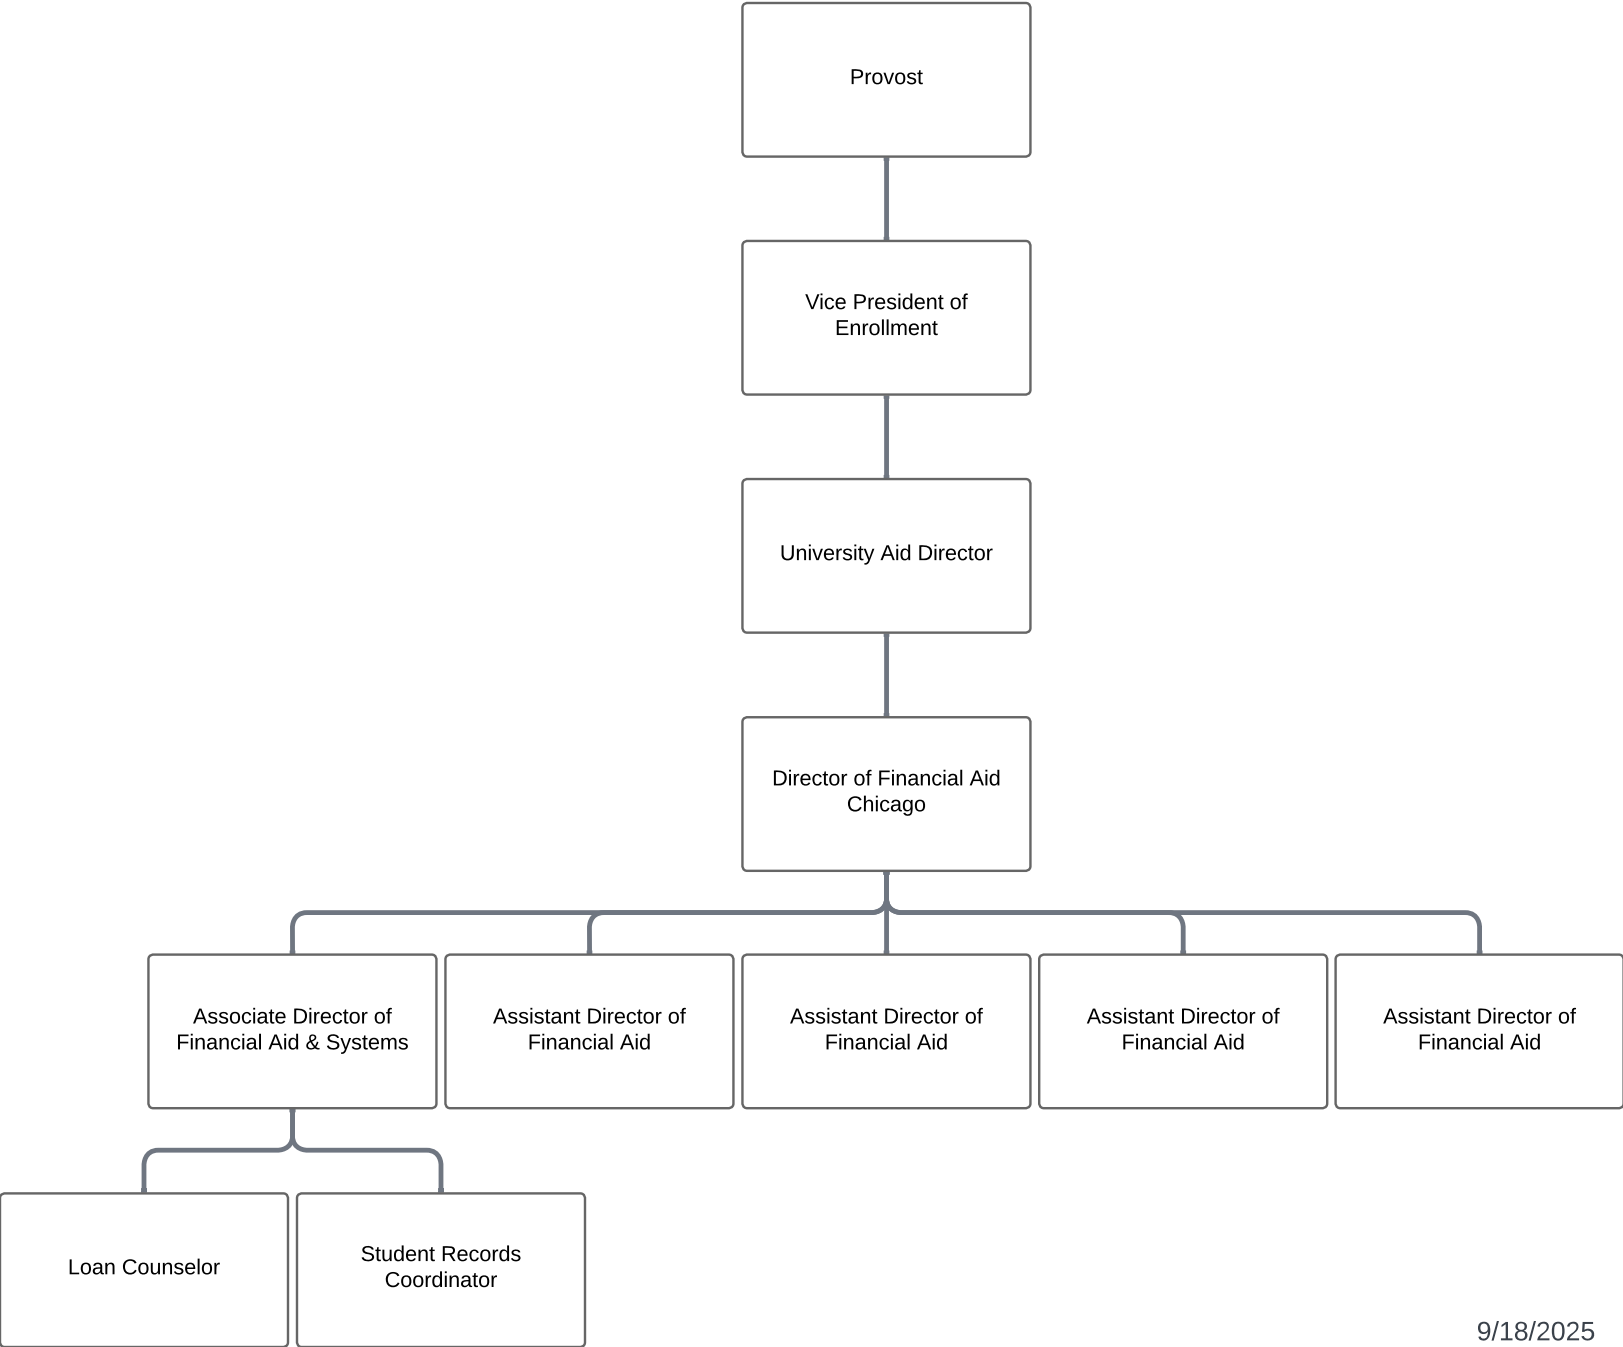 Provost
Vice President of
Enrollment
University Aid Director
Director of Financial Aid
Chicago
Associate Director of
Financial Aid & Systems
Assistant Director of
Financial Aid
Assistant Director of
Financial Aid
Assistant Director of
Financial Aid
Assistant Director of
Financial Aid
Loan Counselor
Student Records
Coordinator
9/18/2025